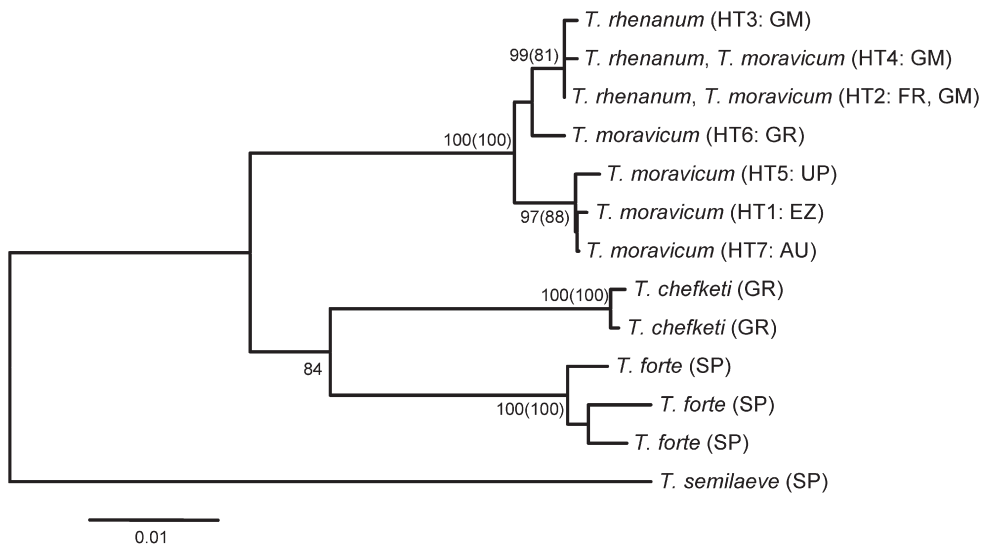 T. rhenanum (HT3: GM)
99(81)
T. rhenanum, T. moravicum (HT4: GM)
T. rhenanum, T. moravicum (HT2: FR, GM)
100(100)
T. moravicum (HT6: GR)
T. moravicum (HT5: UP)
97(88)
T. moravicum (HT1: EZ)
T. moravicum (HT7: AU)
100(100)
T. chefketi (GR)
T. chefketi (GR)
84
T. forte (SP)
100(100)
T. forte (SP)
T. forte (SP)
T. semilaeve (SP)
0.01